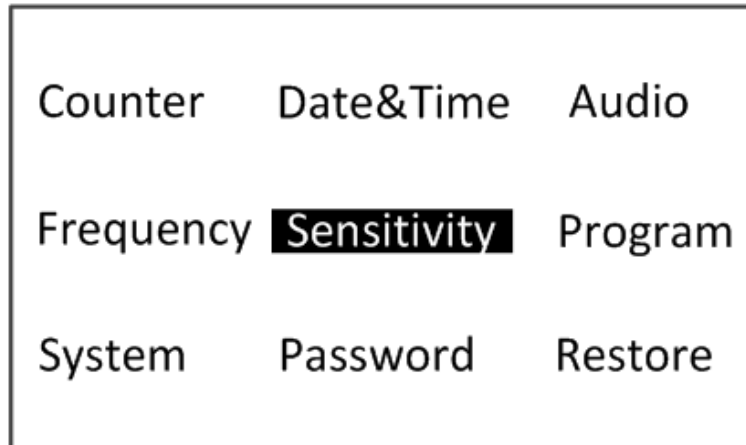 Counter Date&Time Audio
Frequency Sensitivity Program
System Password Restore